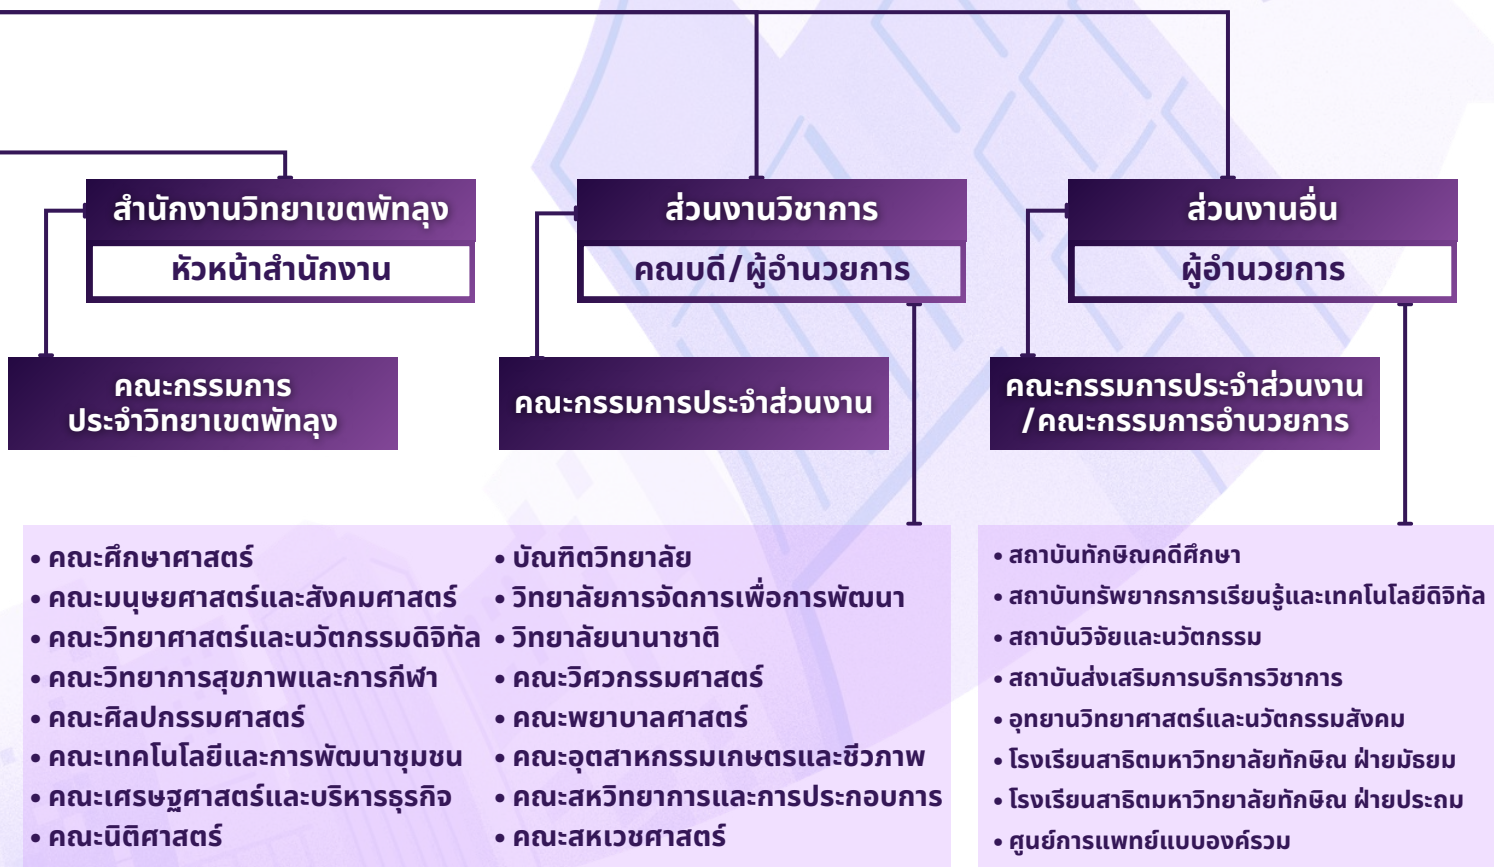 สำนักงานวิทยาเขตพัทลุง
หัวหน้าสำนักงาน
คณะกรรมการ
ประจำวิทยาเขตพัทลุง
ส่วนงานวิชาการ
คณบดี/ผู้อำนวยการ
คณะกรรมการประจำส่วนงาน
ส่วนงานอื่น
ผู้อำนวยการ
คณะกรรมการประจำส่วนงาน
/คณะกรรมการอำนวยการ
• คณะศึกษาศาสตร์
• คณะมนุษยศาสตร์และสังคมศาสตร์
• คณะวิทยาศาสตร์และนวัตกรรมดิจิทัล
• คณะวิทยาการสุขภาพและการกีฬา
• คณะศิลปกรรมศาสตร์
• คณะเทคโนโลยีและการพัฒนาชุมชน
• คณะเศรษฐศาสตร์และบริหารธุรกิจ
• คณะนิติศาสตร์
• บัณฑิตวิทยาลัย
• วิทยาลัยการจัดการเพื่อการพัฒนา
• วิทยาลัยนานาชาติ
• คณะวิศวกรรมศาสตร์
• คณะพยาบาลศาสตร์
• คณะอุตสาหกรรมเกษตรและชีวภาพ
• คณะสหวิทยาการและการประกอบการ
• คณะสหเวชศาสตร์
• สถาบันทักษิณคดีศึกษา
• สถาบันทรัพยากรการเรียนรู้และเทคโนโลยีดิจิทัล
• สถาบันวิจัยและนวัตกรรม
• สถาบันส่งเสริมการบริการวิชาการ
• อุทยานวิทยาศาสตร์และนวัตกรรมสังคม
• โรงเรียนสาธิตมหาวิทยาลัยทักษิณ ฝ่ายมัธยม
• โรงเรียนสาธิตมหาวิทยาลัยทักษิณ ฝ่ายประถม
• ศูนย์การแพทย์แบบองค์รวม